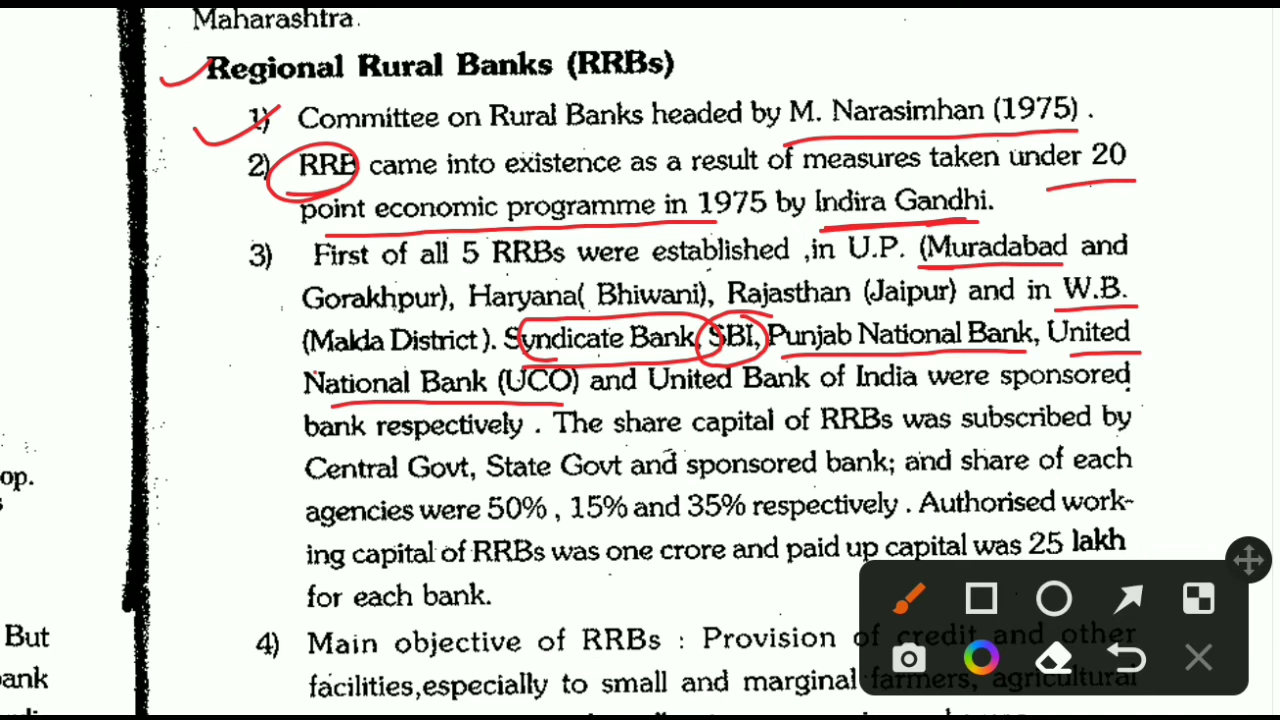 Maharashtra.
Regional Rural Banks (RRBs)
1) Committee on Rural Banks headed by M. Narasimhan (1975) .
2) RRB came into existence as a result of measures taken under 20
point economic programme in 1975 by Indira Gandhi.
3) First of all 5 RRBs were established ,in U.P. (Muradabad and
Gorakhpur), Haryana( Bhiwani), Rajasthan (Jaipur) and in W.B.
(Malda District). Syndicate Bank, SBI, Punjab National Bank, United
National Bank (UCO) and United Bank of India were sponsored
bank respectively . The share capital of RRBs was subscribed by
Central Govt, State Govt and sponsored bank; and share of each
agencies were 50% , 15% and 35% respectively . Authorised work-
ing capital of RRBs was one crore and paid up capital was 25 lakh
for each bank.
4) Main objective of RRBs : Provision of credit and other
facilities,especially to small and marginal farmers, agricultural
op.
But
ank